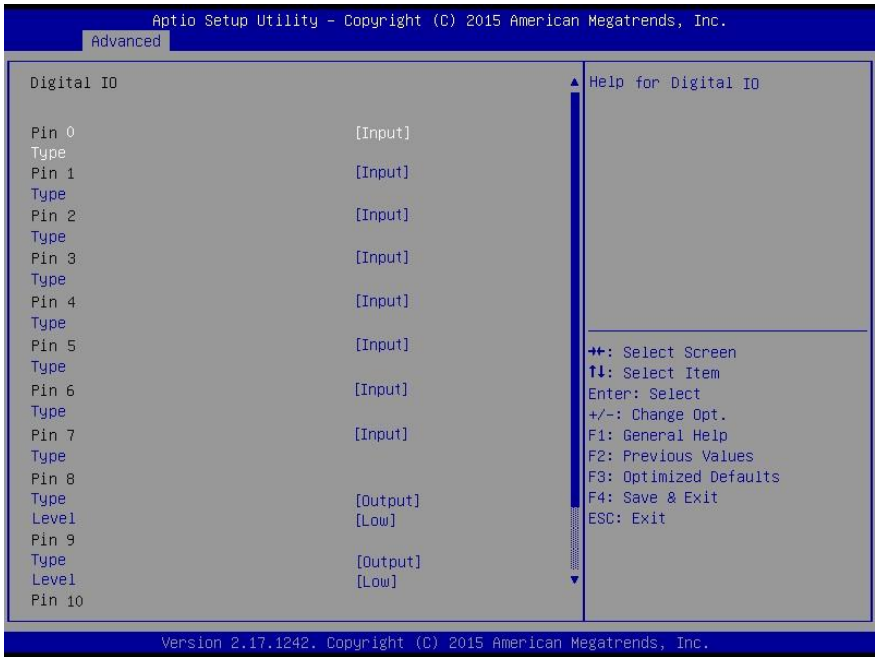 Aptio Setup Utility – Copyright (C) 2015 American Megatrends, Inc.
Advanced
Digital IO
Pin 0 [Input]
Type
Pin 1 [Input]
Type
Pin 2 [Input]
Type
Pin 3 [Input]
Type
Pin 4 [Input]
Type
Pin 5 [Input]
Type
Pin 6 [Input]
Type
Pin 7 [Input]
Type
Pin 8
Type [Output]
Level [Low]
Pin 9
Type [Output]
Level [Low]
Pin 10
Help for Digital IO
→←: Select Screen
↑↓: Select Item
Enter: Select
+/-: Change Opt.
F1: General Help
F2: Previous Values
F3: Optimized Defaults
F4: Save & Exit
ESC: Exit
Version 2.17.1242. Copyright (C) 2015 American Megatrends, Inc.